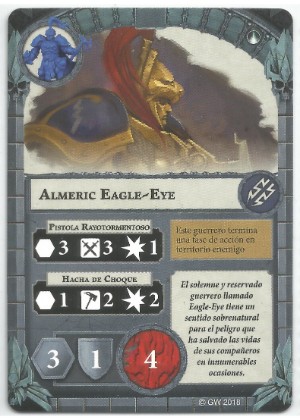 ALMERIC EAGLE-EYE
PISTOLA RAYOTORMENTOSO
3 3 1
Este guerrero termina
una fase de acción en
territorio enemigo
HACHA DE CHOQUE
1 2 2
El solemne y reservado
guerrero llamado
Eagle-Eye tiene un
sentido sobrenatural
para el peligro que
ha salvado las vidas
de sus compañeros
en innumerables
ocasiones.
3 1 4
© GW 2018